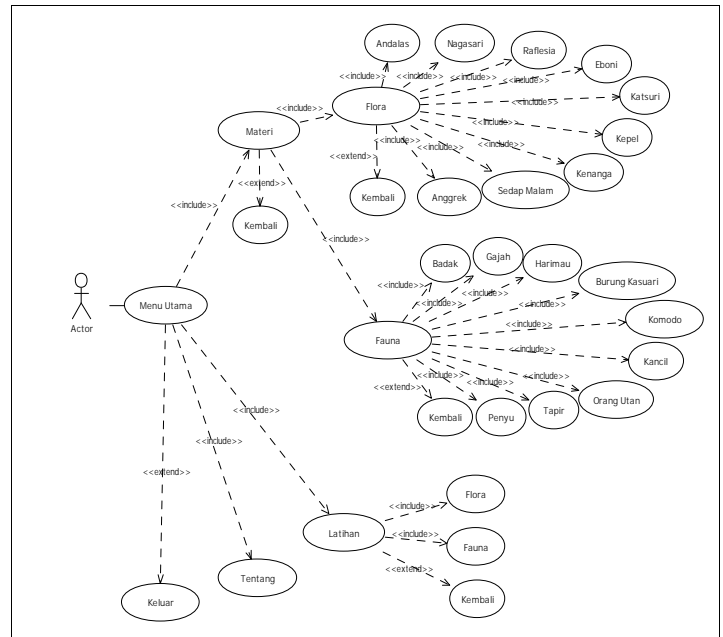 Andalas
Nagasari
Raflesia
Eboni
Katsuri
Kepel
Kenanga
Sedap Malam
Anggrek
Kembali
Flora
<<include>>
<<include>>
<<include>>
<<include>>
<<include>>
<<include>>
<<include>>
<<include>>
<<include>>
<<extend>>
<<include>>
Materi
<<extend>>
Kembali
<<include>>
<<include>>
Actor
Menu Utama
Badak
Gajah
Harimau
Burung Kasuari
Komodo
Kancil
Orang Utan
Tapir
Penyu
Kembali
Fauna
<<include>>
<<include>>
<<include>>
<<include>>
<<include>>
<<include>>
<<include>>
<<include>>
<<include>>
<<extend>>
<<include>>
<<include>>
<<extend>>
Latihan
<<include>>
Flora
<<include>>
Fauna
<<extend>>
Kembali
Tentang
Keluar